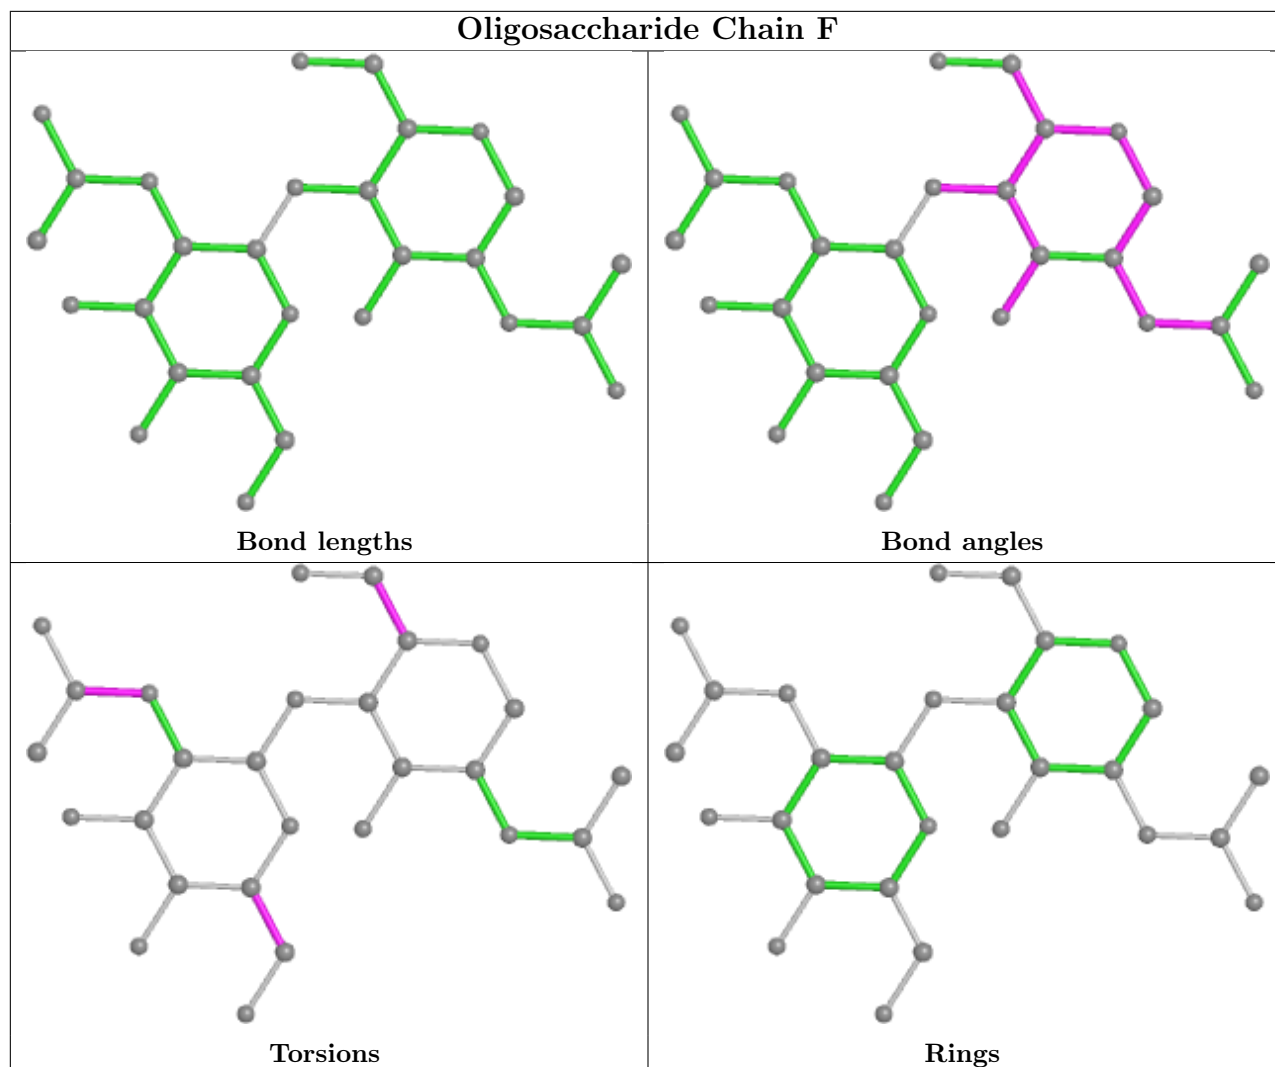 Oligosaccharide Chain F
Bond lengths
Bond angles
Torsions
Rings